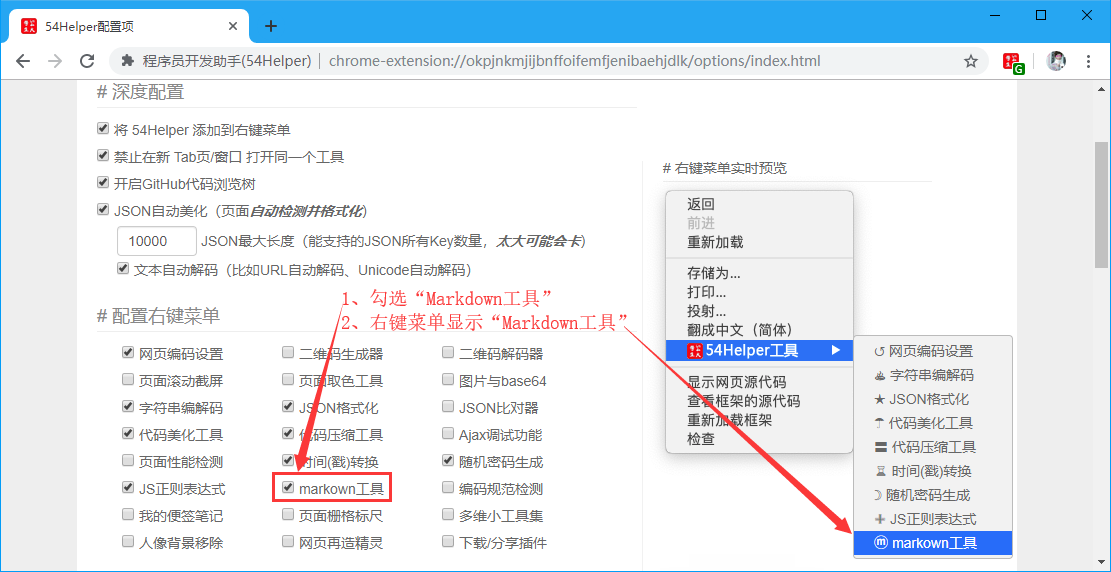 54Helper配置项
程序员开发助手(54Helper) | chrome-extension://okpjnkmjijbnffoifemfjenibaehjdlk/options/index.html
# 深度配置
将 54Helper 添加到右键菜单
禁止在新 Tab页/窗口 打开同一个工具
开启GitHub代码浏览树
JSON自动美化（页面自动检测并格式化）
10000 JSON最大长度（能支持的JSON所有Key数量，太大可能会卡）
文本自动解码（比如URL自动解码、Unicode自动解码）
1、勾选“Markdown工具”
2、右键菜单显示“Markdown工具”
# 配置右键菜单
网页编码设置 二维码生成器 二维码解码器
页面滚动截屏 页面取色工具 图片与base64
字符串编解码 JSON格式化 JSON比对器
代码美化工具 代码压缩工具 Ajax调试功能
页面性能检测 时间(戳)转换 随机密码生成
JS正则表达式 markown工具 编码规范检测
我的便签笔记 页面栅格标尺 多维小工具集
人像背景移除 网页再造精灵 下载/分享插件
# 右键菜单实时预览
返回
前进
重新加载
存储为...
打印...
投射...
翻成中文（简体）
54Helper工具
显示网页源代码
查看框架的源代码
重新加载框架
检查
网页编码设置
字符串编解码
JSON格式化
代码美化工具
代码压缩工具
时间(戳)转换
随机密码生成
JS正则表达式
markown工具